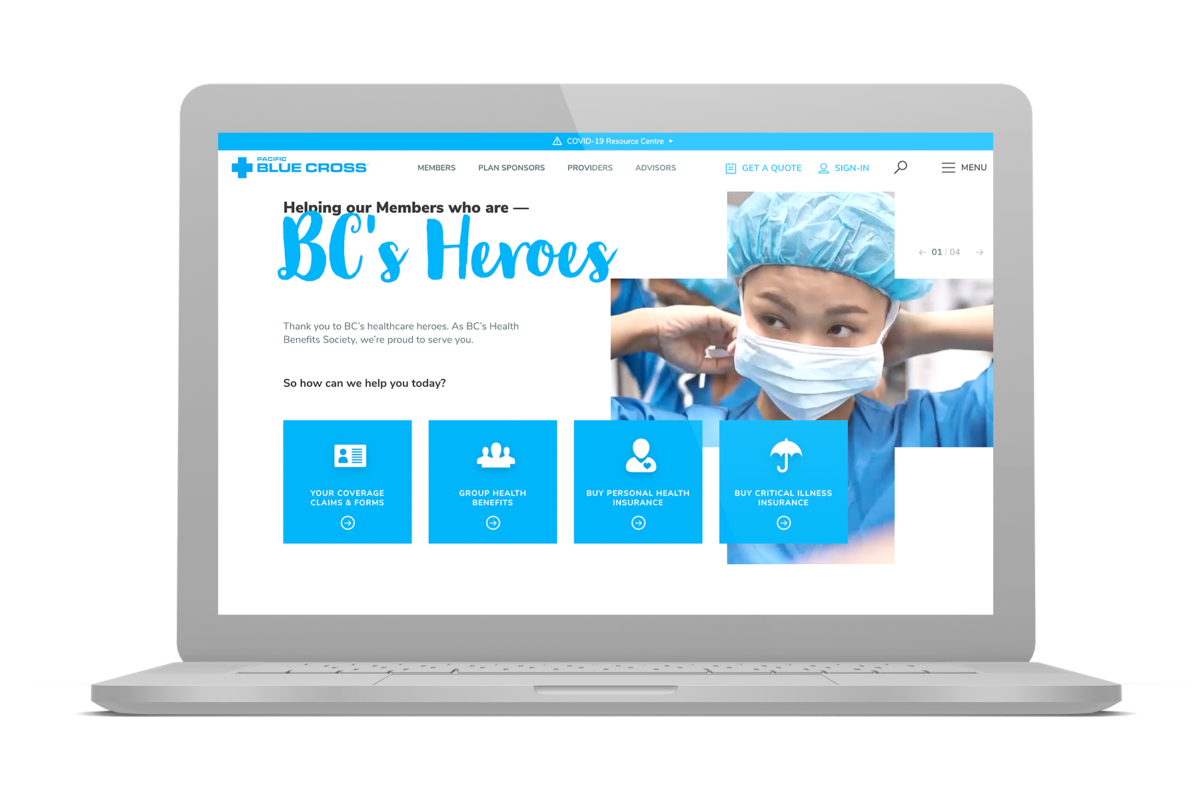 COVID-19 Resource Centre
PACIFIC
BLUE CROSS
MEMBERS
PLAN SPONSORS
PROVIDERS
ADVISORS
GET A QUOTE
SIGN-IN
MENU
Helping our Members who are —
BC's Heroes
01 / 04
Thank you to BC's healthcare heroes. As BC's Health
Benefits Society, we're proud to serve you.
So how can we help you today?
YOUR COVERAGE
CLAIMS & FORMS
GROUP HEALTH
BENEFITS
BUY PERSONAL HEALTH
INSURANCE
BUY CRITICAL ILLNESS
INSURANCE